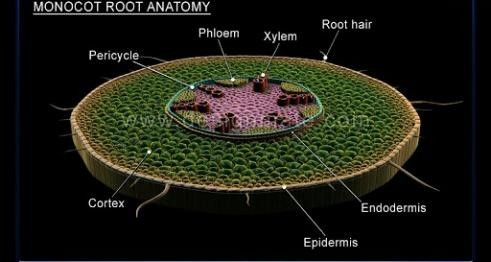 MONOCOT ROOT ANATOMY
Root hair
Phloem
Xylem
Pericycle
Cortex
Endodermis
Epidermis